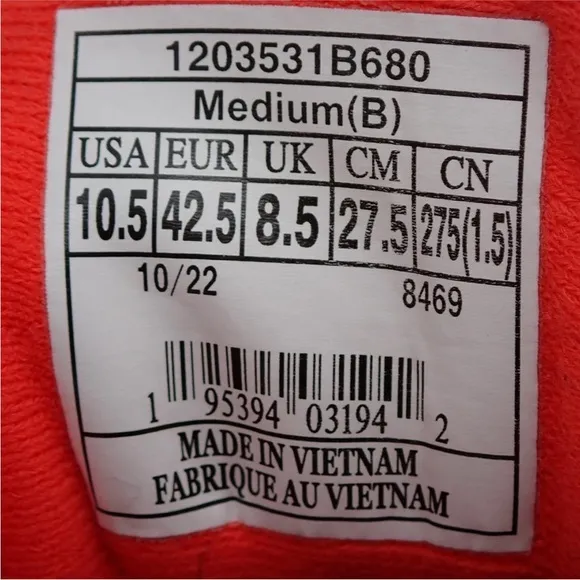 1203531B680
Medium(B)
USA EUR UK CM CN
10.5 42.5 8.5 27.5 275(1.5)
10/22 8469
1 95394 03194 2
MADE IN VIETNAM
FABRIQUE AU VIETNAM